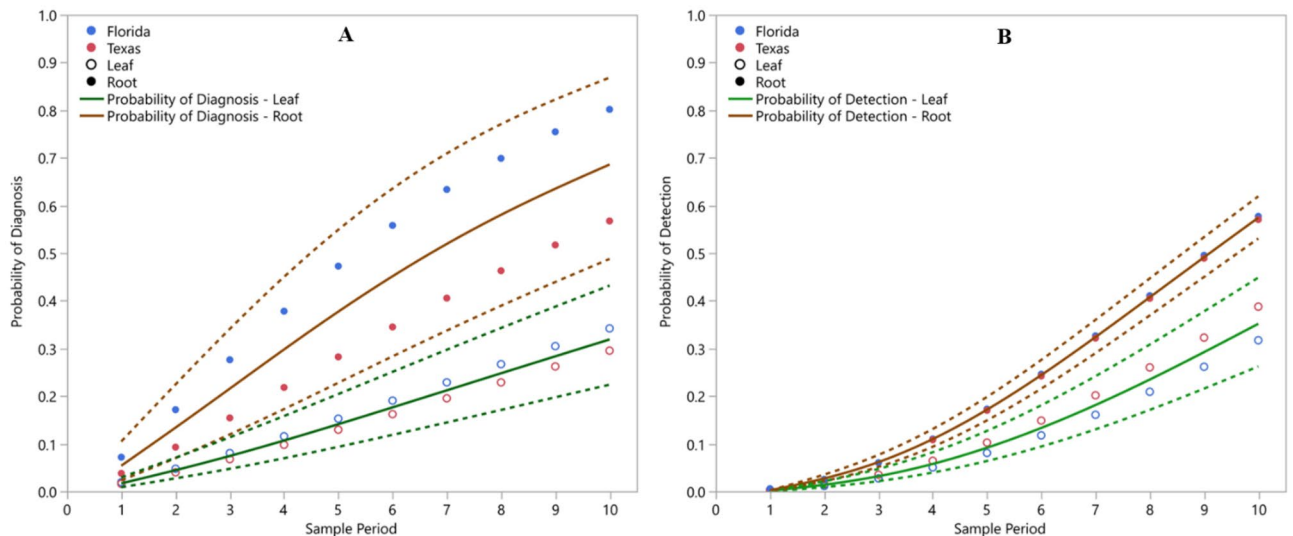 A
Florida
Texas
Leaf
Root
Probability of Diagnosis - Leaf
Probability of Diagnosis - Root
Probability of Diagnosis
1.0
0.9
0.8
0.7
0.6
0.5
0.4
0.3
0.2
0.1
0.0
0 1 2 3 4 5 6 7 8 9 10
Sample Period
B
Florida
Texas
Leaf
Root
Probability of Detection - Leaf
Probability of Detection - Root
Probability of Detection
1.0
0.9
0.8
0.7
0.6
0.5
0.4
0.3
0.2
0.1
0.0
0 1 2 3 4 5 6 7 8 9 10
Sample Period